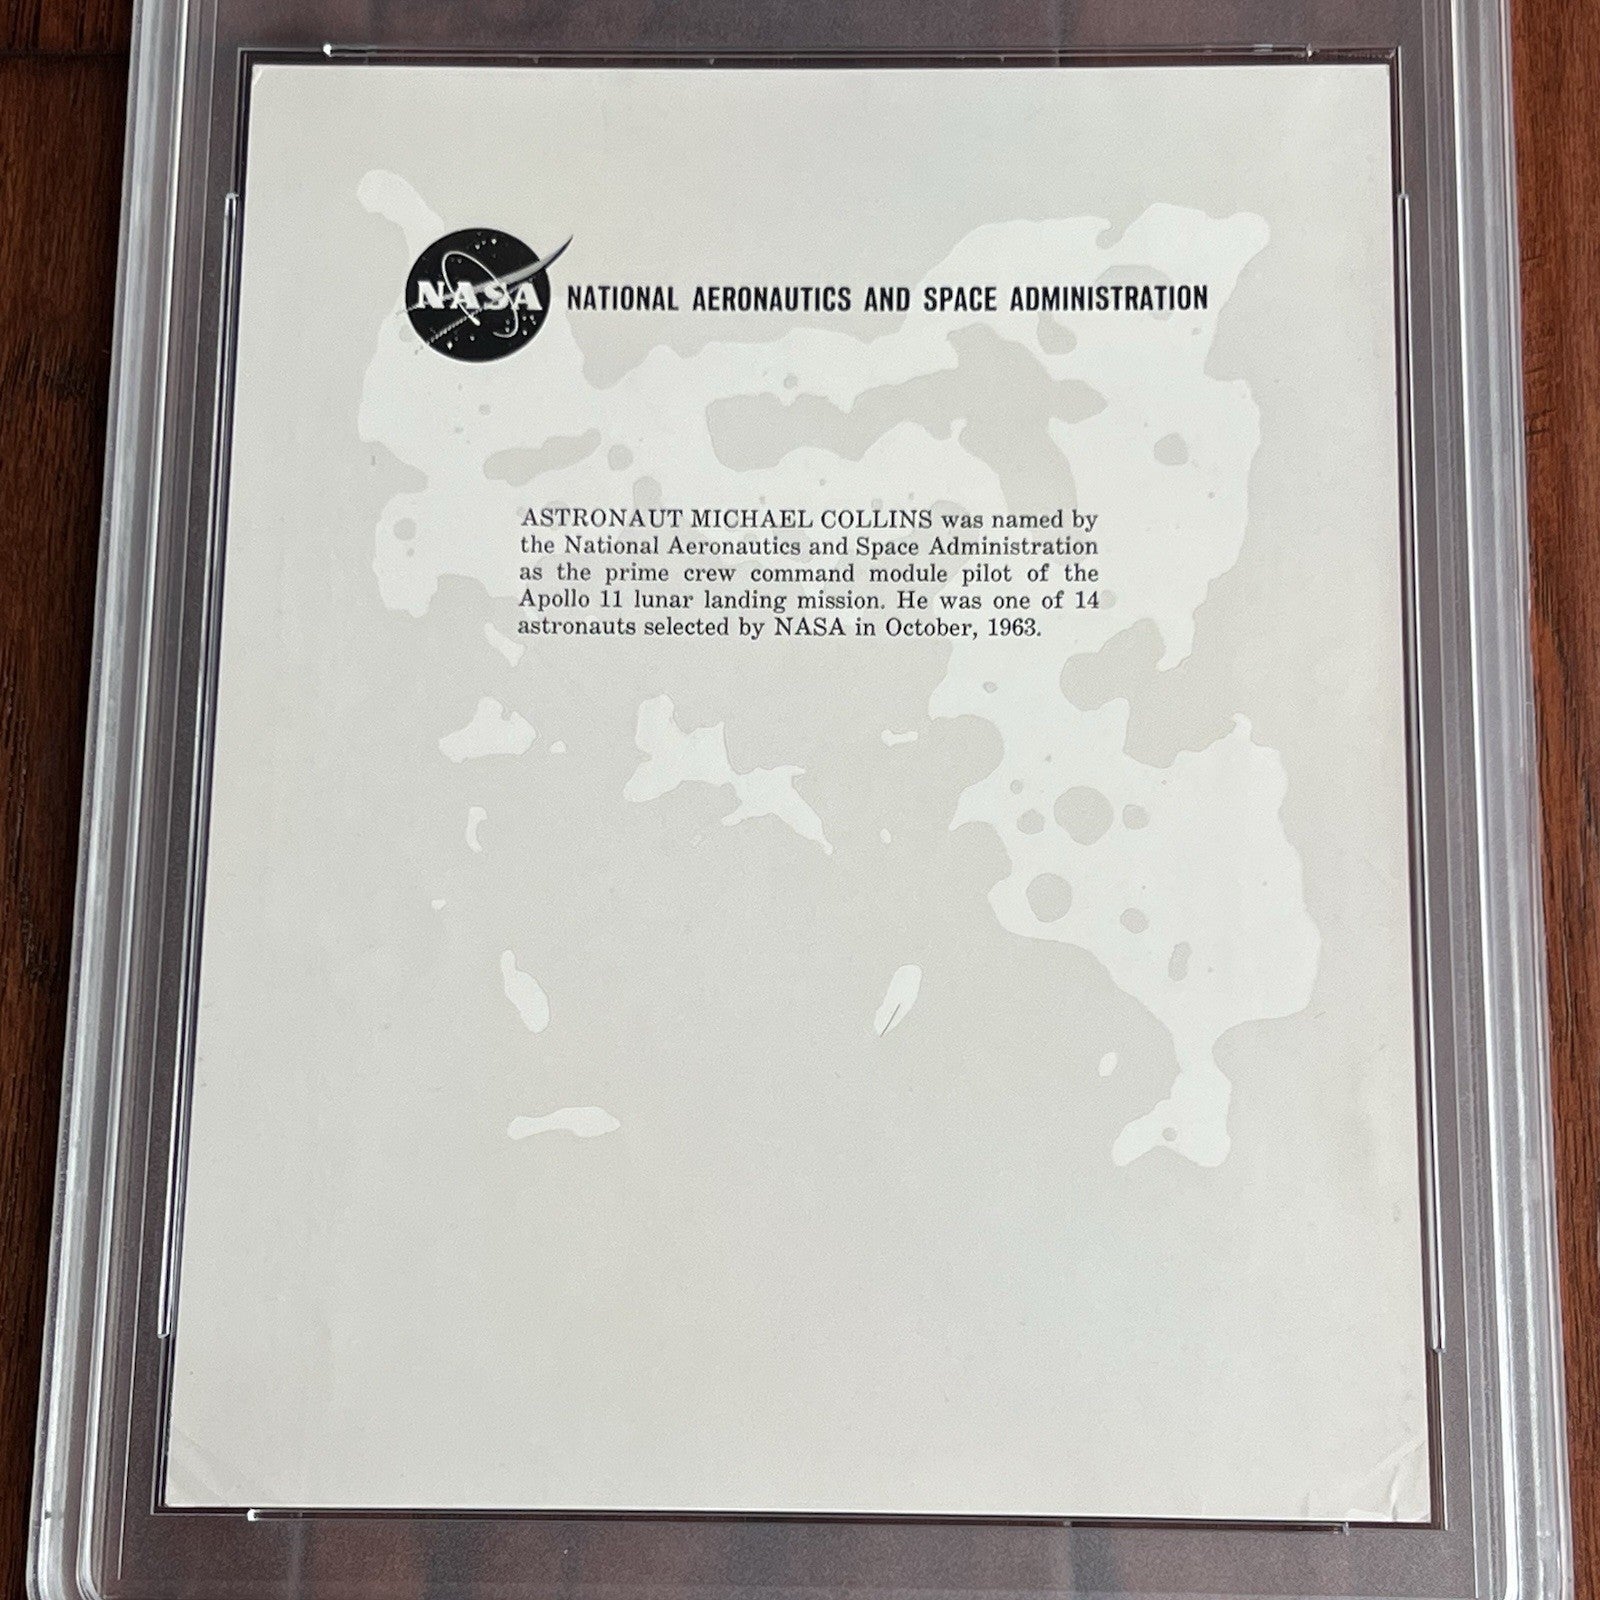 NASA NATIONAL AERONAUTICS AND SPACE ADMINISTRATION
ASTRONAUT MICHAEL COLLINS was named by
the National Aeronautics and Space Administration
as the prime crew command module pilot of the
Apollo 11 lunar landing mission. He was one of 14
astronauts selected by NASA in October, 1963.